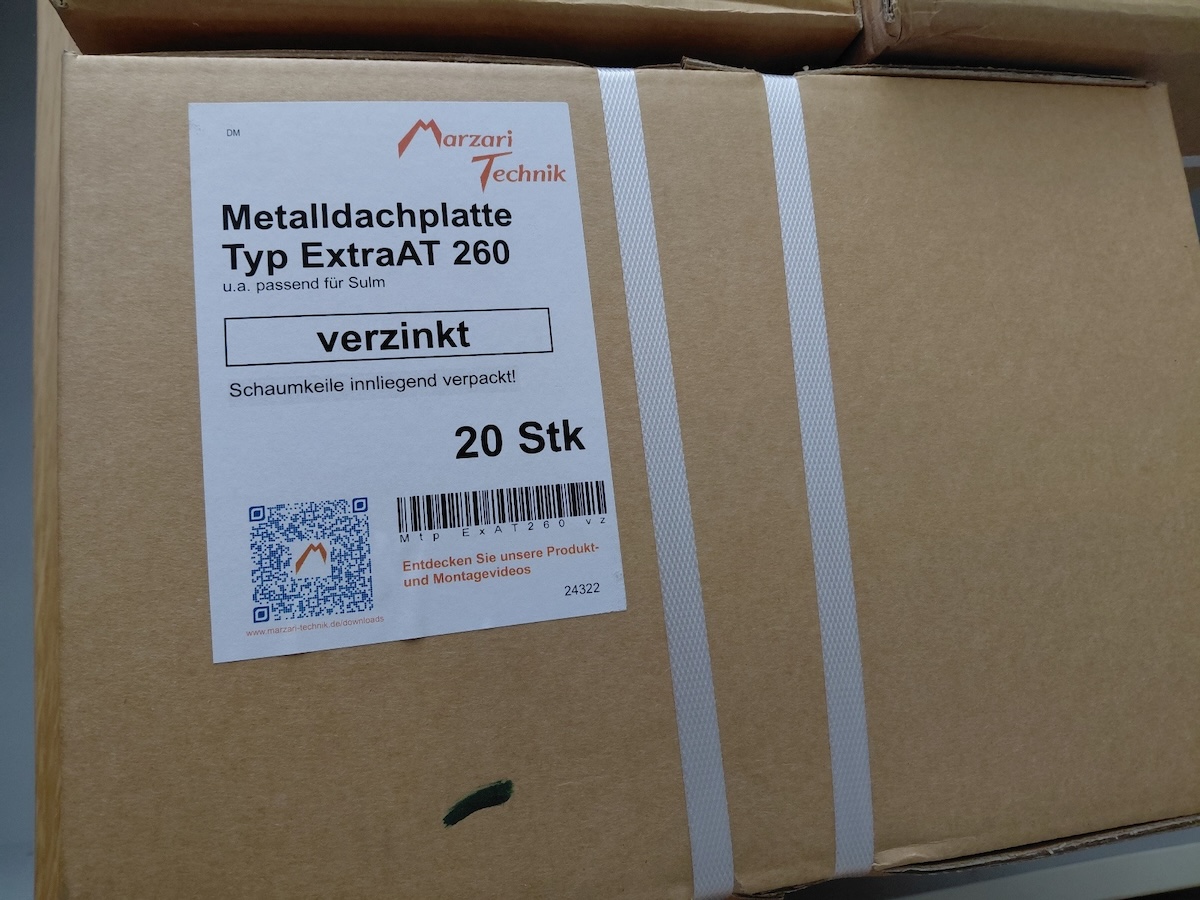 DM
Marzari
Technik
Metalldachplatte
Typ ExtraAT 260
u.a. passend für Sulm
verzinkt
Schaumkeile innliegend verpackt!
20 Stk
Mtp ExAT260 vz
Entdecken Sie unsere Produkt-
und Montagevideos
24322
www.marzari-technik.de/downloads